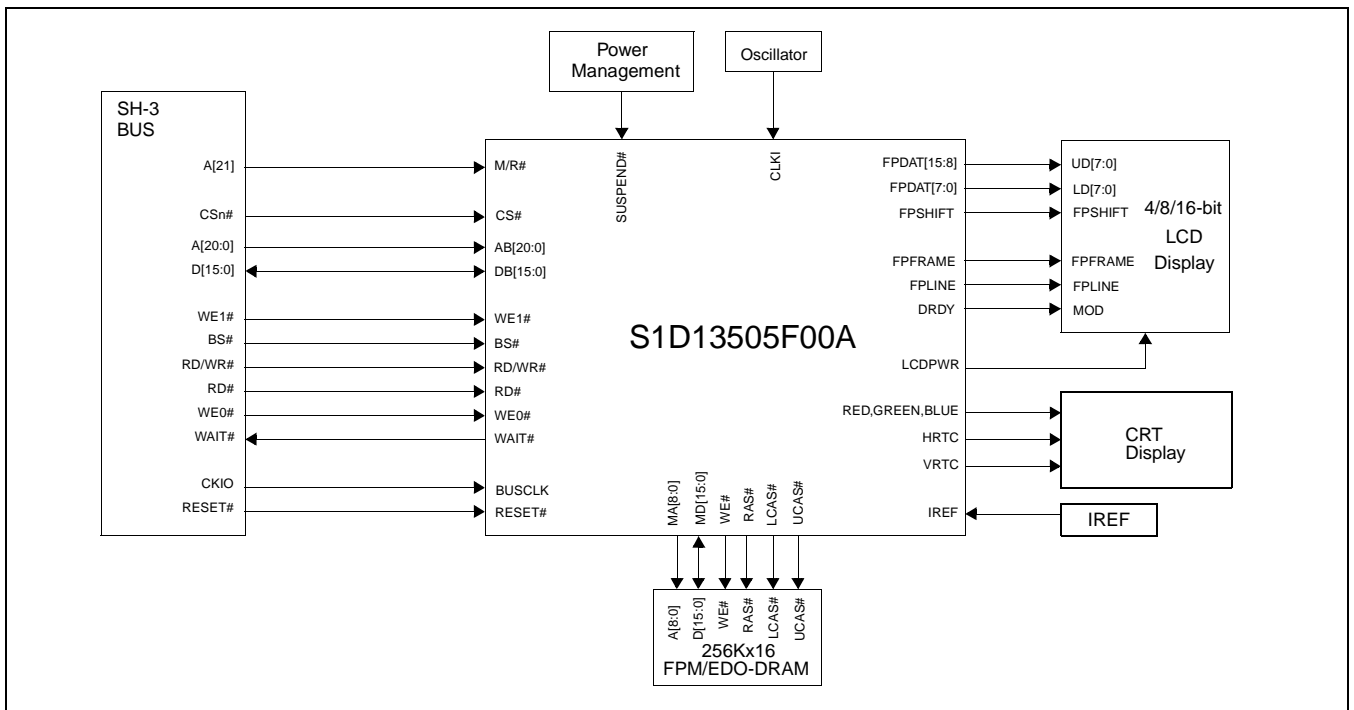 Power
Management
Oscillator
SH-3
BUS
A[21]
CSn#
A[20:0]
D[15:0]
WE1#
BS#
RD/WR#
RD#
WE0#
WAIT#
CKIO
RESET#
M/R#
CS#
AB[20:0]
DB[15:0]
WE1#
BS#
RD/WR#
RD#
WE0#
WAIT#
BUSCLK
RESET#
SUSPEND#
CLKI
S1D13505F00A
FPDAT[15:8]
FPDAT[7:0]
FPSHIFT
FPFRAME
FPLINE
DRDY
LCDPWR
RED,GREEN,BLUE
HRTC
VRTC
IREF
UD[7:0]
LD[7:0]
FPSHIFT
FPFRAME
FPLINE
MOD
4/8/16-bit
LCD
Display
CRT
Display
IREF
MA[8:0]
MD[15:0]
WE#
RAS#
LCAS#
UCAS#
A[8:0]
D[15:0]
WE#
RAS#
LCAS#
UCAS#
256Kx16
FPM/EDO-DRAM